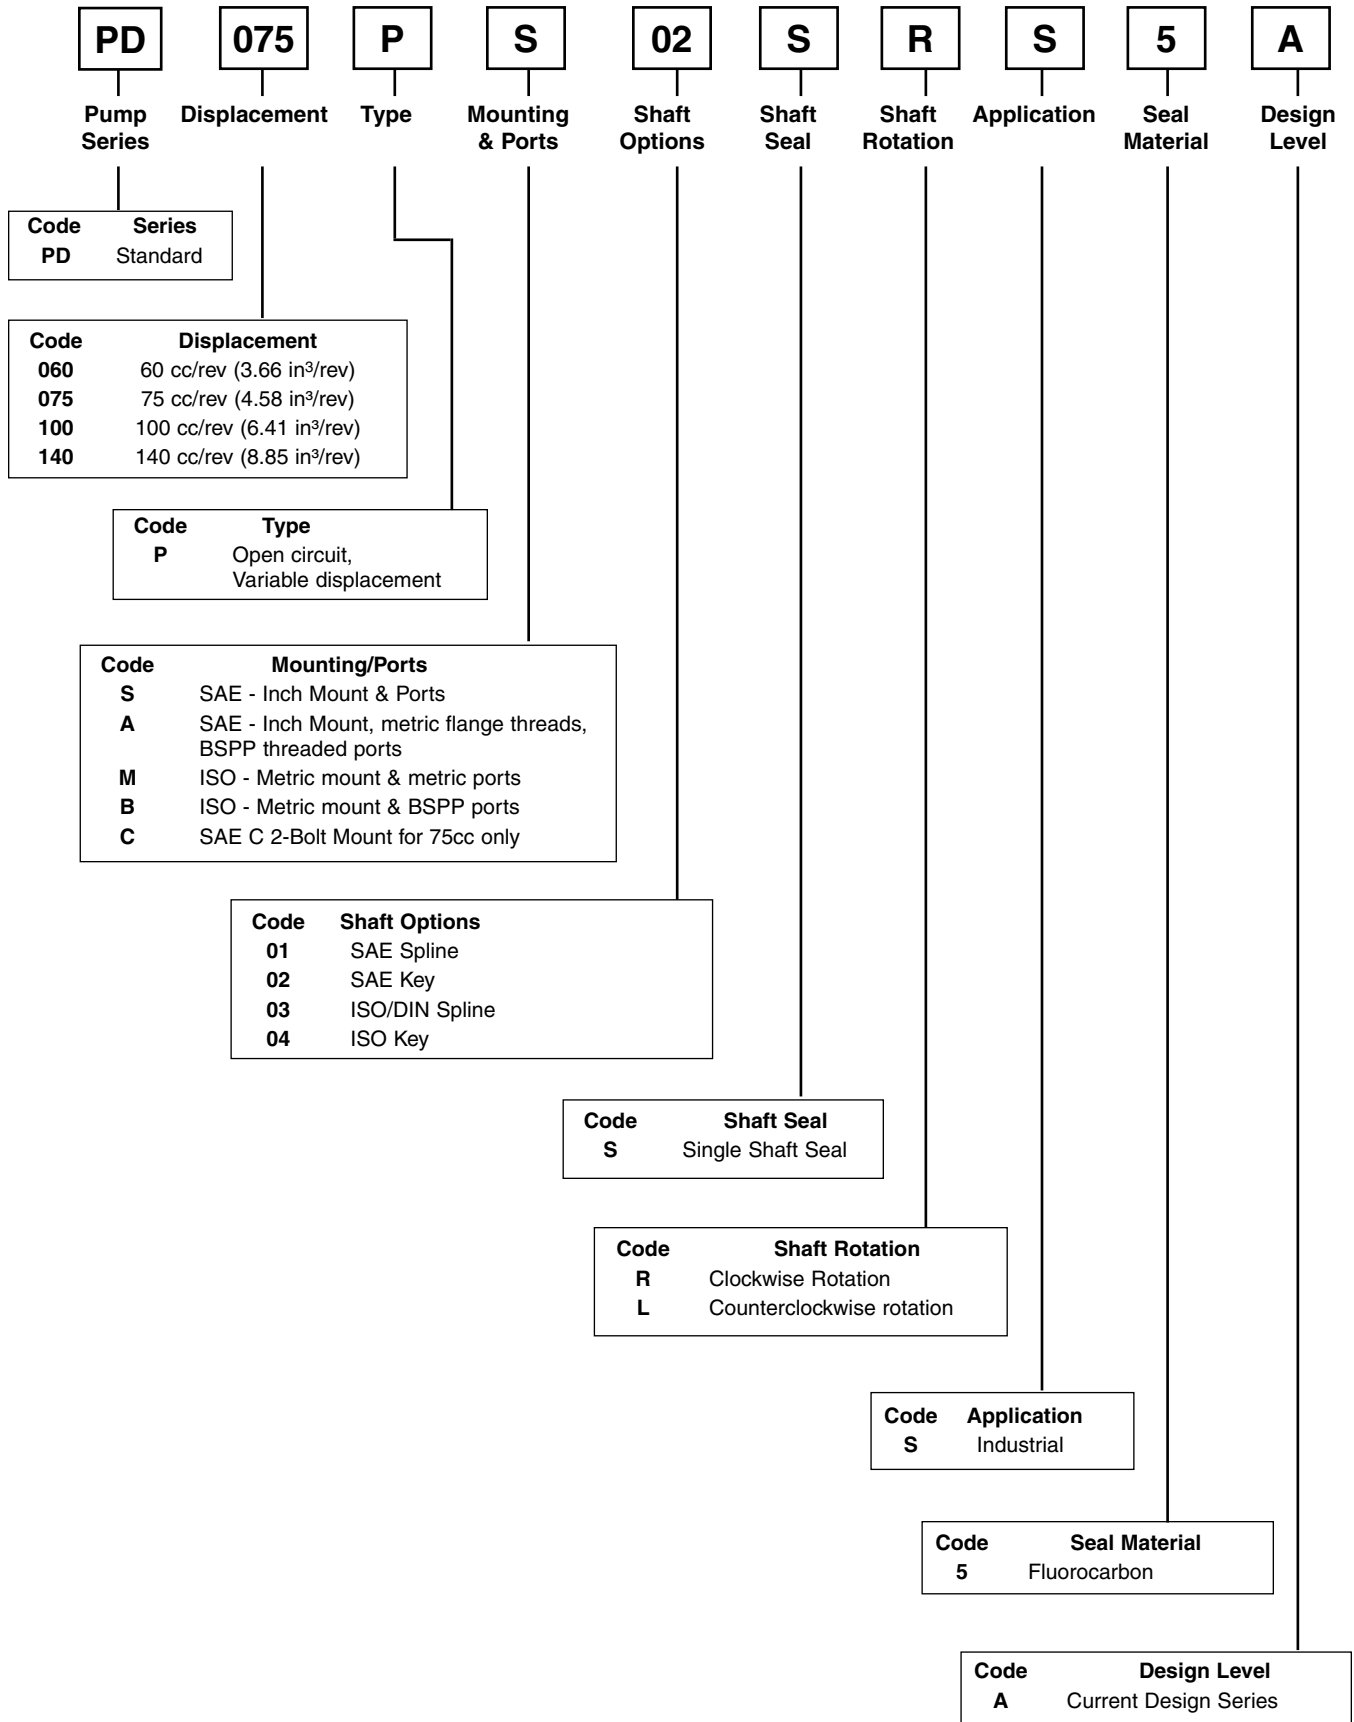 PD 075 P S 02 S R S 5 A
Pump Displacement Type Mounting Shaft Shaft Shaft Application Seal Design
Series & Ports Options Seal Rotation Material Level
Code Series
PD Standard
Code Displacement
060 60 cc/rev (3.66 in³/rev)
075 75 cc/rev (4.58 in³/rev)
100 100 cc/rev (6.41 in³/rev)
140 140 cc/rev (8.85 in³/rev)
Code Type
P Open circuit,
Variable displacement
Code Mounting/Ports
S SAE - Inch Mount & Ports
A SAE - Inch Mount, metric flange threads,
BSPP threaded ports
M ISO - Metric mount & metric ports
B ISO - Metric mount & BSPP ports
C SAE C 2-Bolt Mount for 75cc only
Code Shaft Options
01 SAE Spline
02 SAE Key
03 ISO/DIN Spline
04 ISO Key
Code Shaft Seal
S Single Shaft Seal
Code Shaft Rotation
R Clockwise Rotation
L Counterclockwise rotation
Code Application
S Industrial
Code Seal Material
5 Fluorocarbon
Code Design Level
A Current Design Series